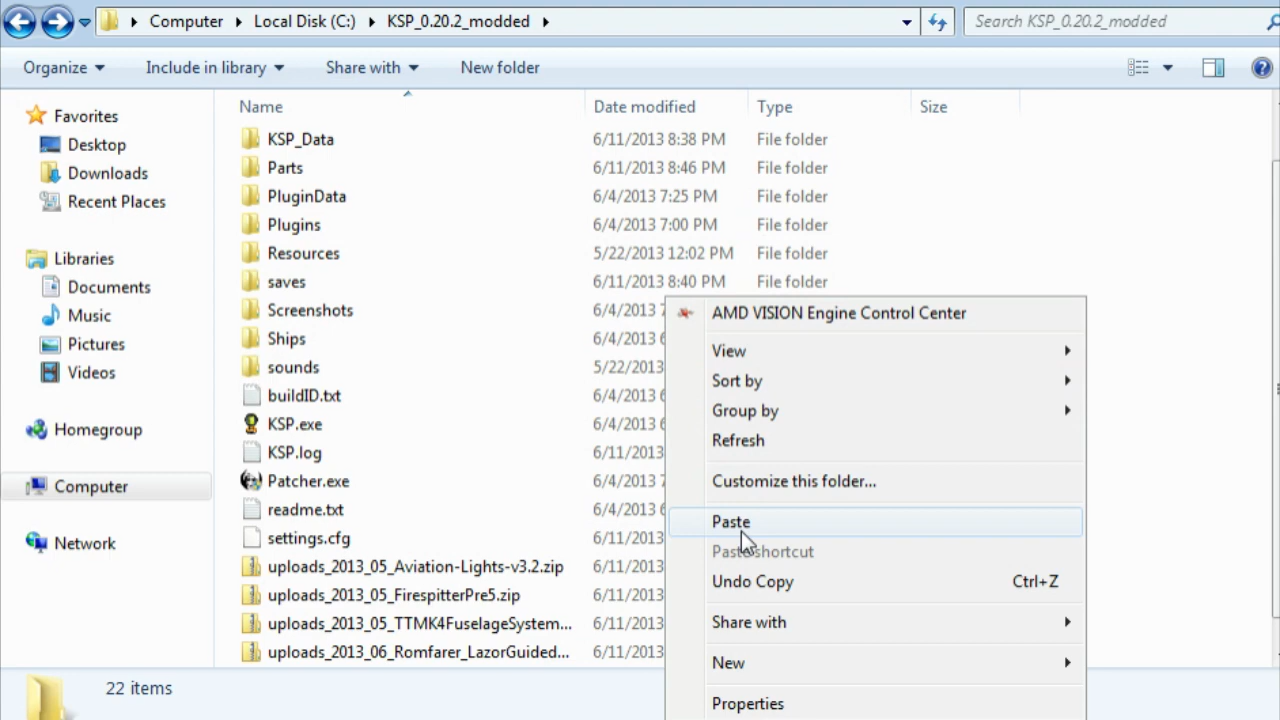 Computer Local Disk (C:) KSP_0.20.2_modded Search KSP_0.20.2_modded
Organize Include in library Share with New folder
Name Date modified Type Size
Favorites
Desktop
Downloads
Recent Places
Libraries
Documents
Music
Pictures
Videos
Homegroup
Computer
Network
KSP_Data 6/11/2013 8:38 PM File folder
Parts 6/11/2013 8:46 PM File folder
PluginData 6/4/2013 7:25 PM File folder
Plugins 6/4/2013 7:00 PM File folder
Resources 5/22/2013 12:02 PM File folder
saves 6/11/2013 8:40 PM File folder
Screenshots 6/4/2013 7
Ships 6/4/2013 6
sounds 5/22/2013
buildID.txt 6/4/2013 6
KSP.exe 6/4/2013 6
KSP.log 6/11/2013
Patcher.exe 6/4/2013 7
readme.txt 6/4/2013 6
settings.cfg 6/11/2013
uploads_2013_05_Aviation-Lights-v3.2.zip 6/11/2013
uploads_2013_05_FirespitterPre5.zip 6/11/2013
uploads_2013_05_TTMK4FuselageSystem... 6/11/2013
uploads_2013_06_Romfarer_LazorGuided... 6/11/2013
AMD VISION Engine Control Center
View
Sort by
Group by
Refresh
Customize this folder...
Paste
Paste shortcut
Undo Copy Ctrl+Z
Share with
New
Properties
22 items